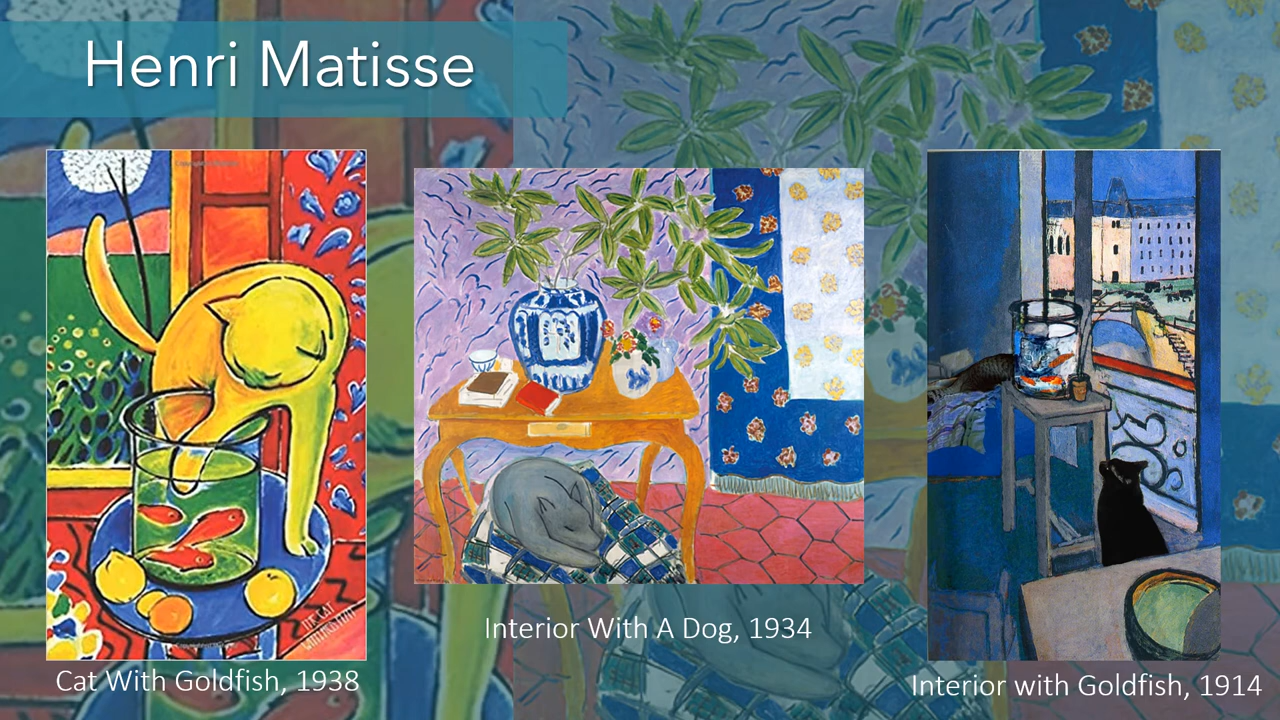 Henri Matisse
Interior With A Dog, 1934
Cat With Goldfish, 1938
Interior with Goldfish, 1914